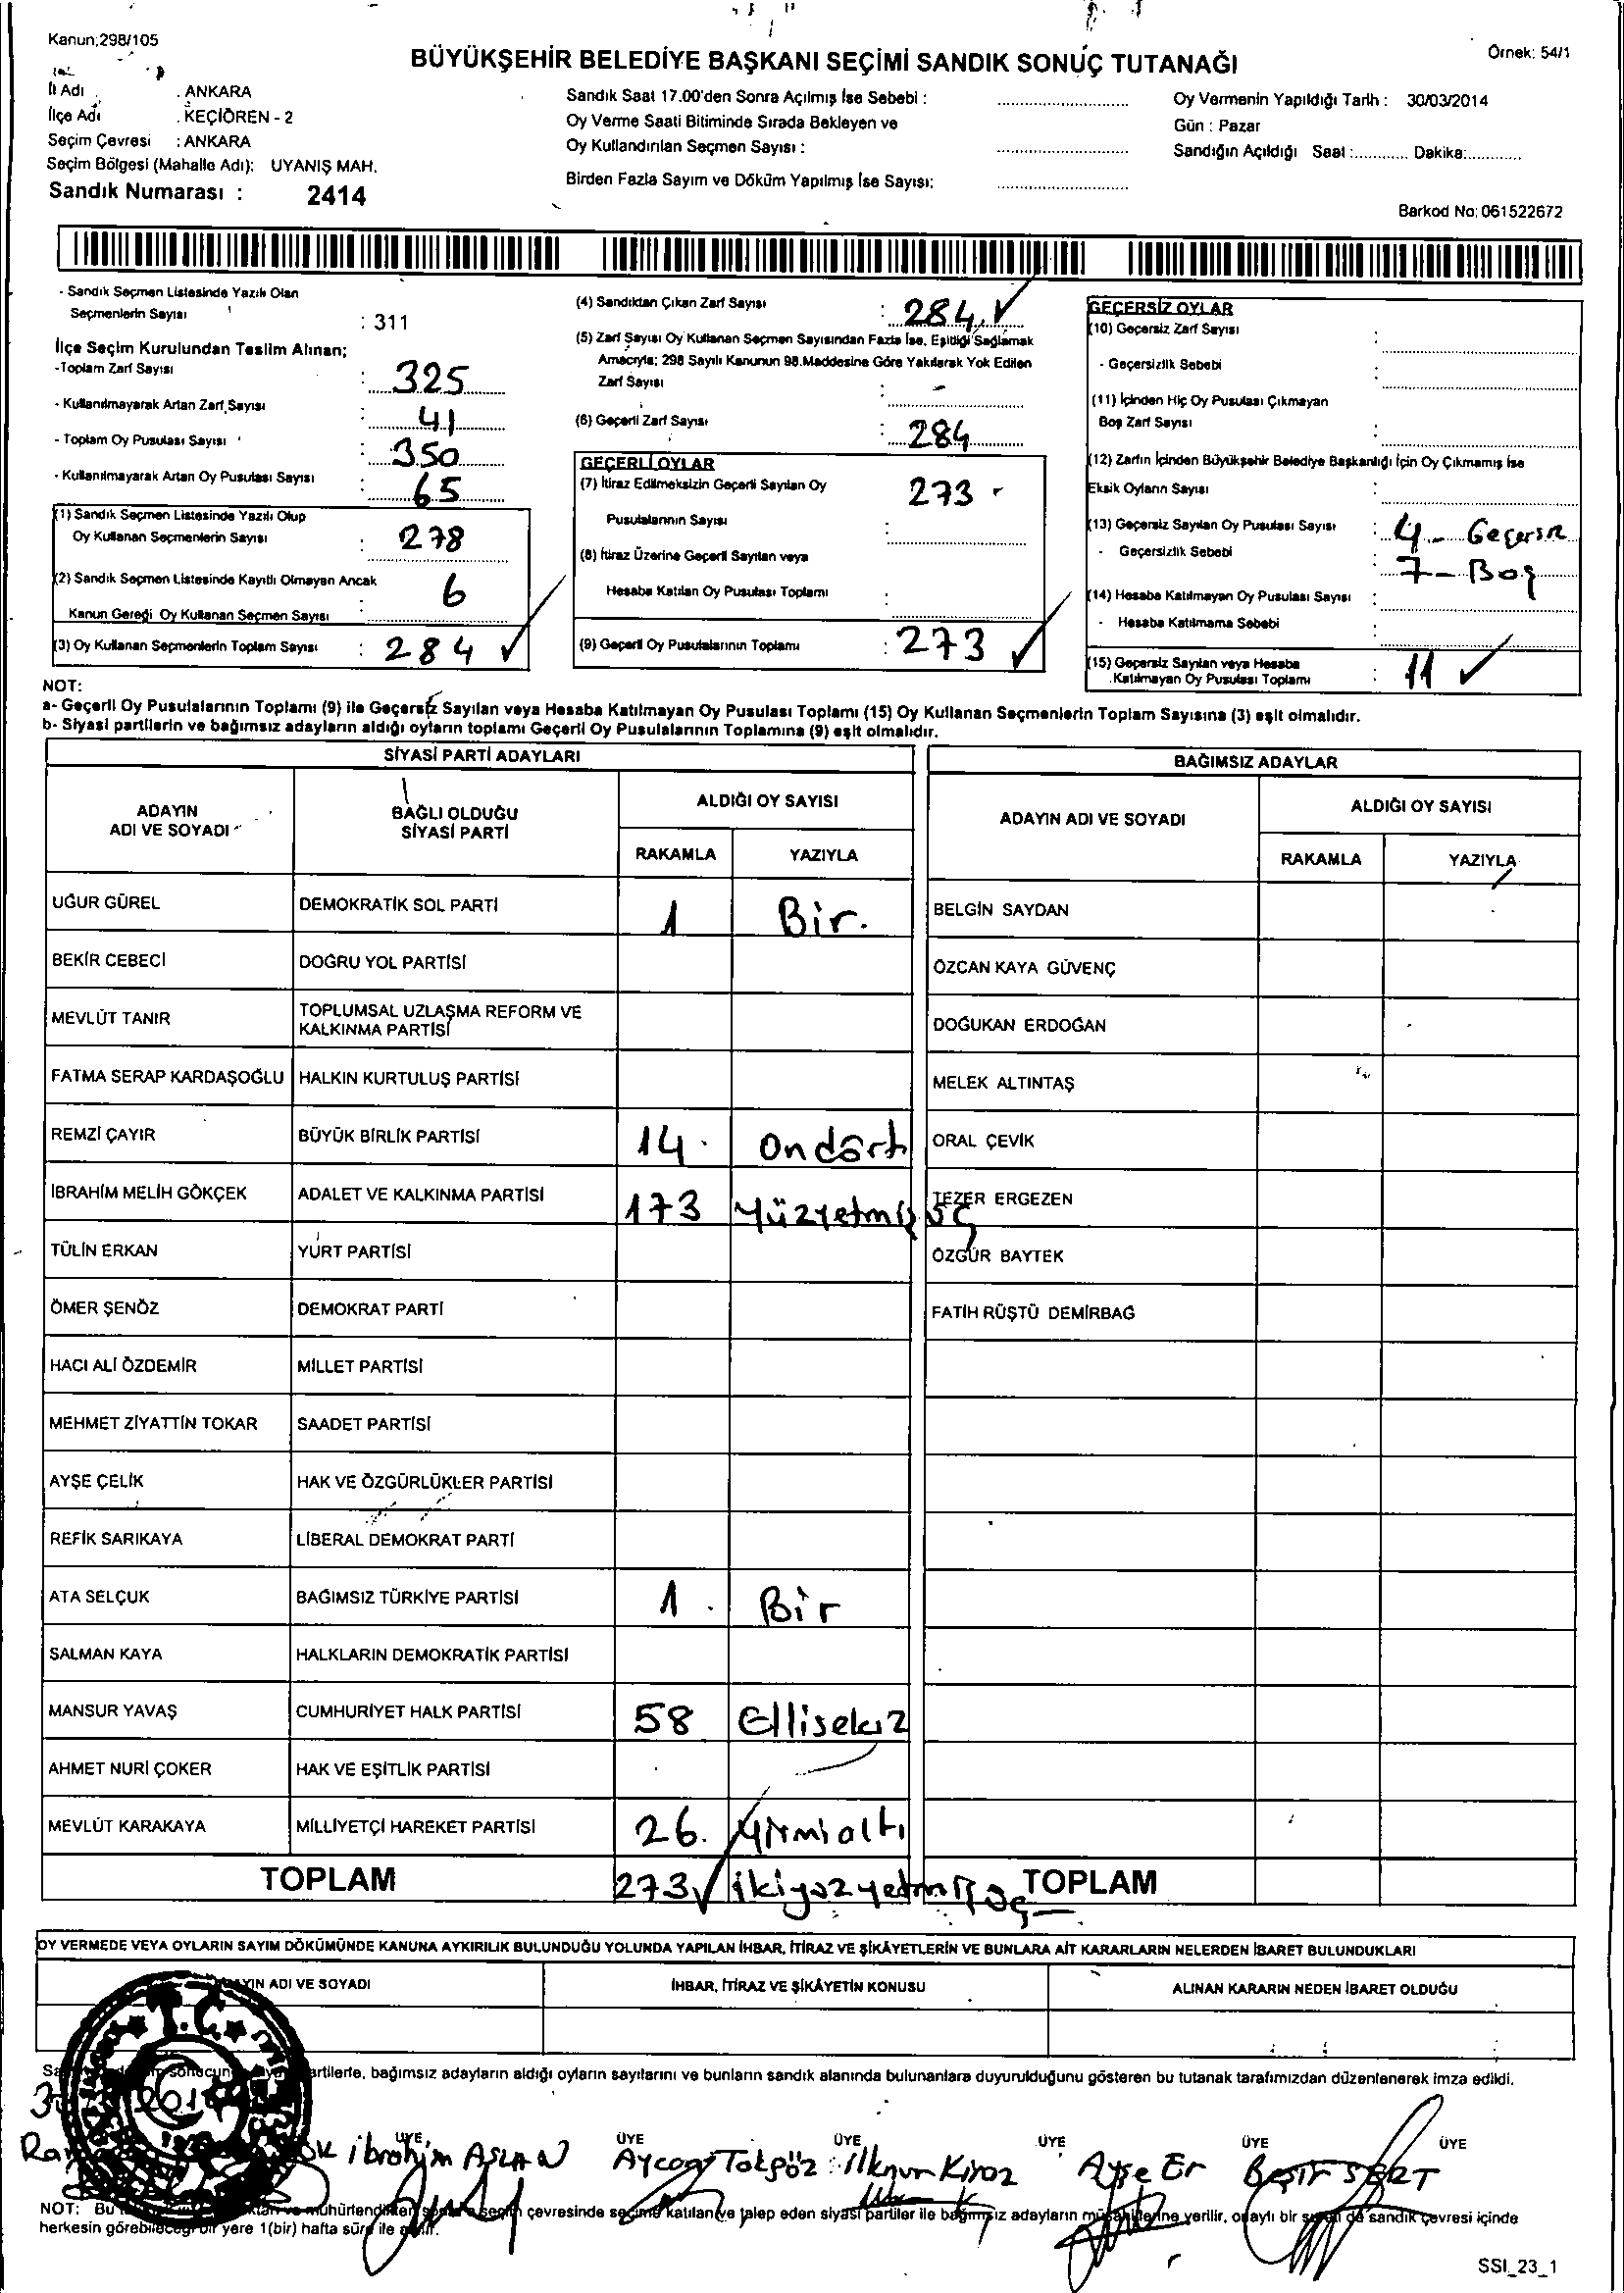 Kanun;298/105
BÜYÜKŞEHİR BELEDİYE BAŞKANI SEÇİMİ SANDIK SONUÇ TUTANAĞI
Örnek: 54/1
İl Adı : ANKARA
İlçe Adı : KEÇİÖREN - 2
Seçim Çevresi : ANKARA
Seçim Bölgesi (Mahalle Adı): UYANIŞ MAH.
Sandık Numarası : 2414
Sandık Saat 17.00'den Sonra Açılmış İse Sebebi :
Oy Verme Saati Bitiminde Sırada Bekleyen ve
Oy Kullandırılan Seçmen Sayısı :
Birden Fazla Sayım ve Döküm Yapılmış İse Sayısı:
Oy Vermenin Yapıldığı Tarih : 30/03/2014
Gün : Pazar
Sandığın Açıldığı Saat :............ Dakika:............
Barkod No: 061522672
- Sandık Seçmen Listesinde Yazılı Olan
Seçmenlerin Sayısı : 311
İlçe Seçim Kurulundan Teslim Alınan;
-Toplam Zarf Sayısı : 325
- Kullanılmayarak Artan Zarf Sayısı : 41
- Toplam Oy Pusulası Sayısı : 350
- Kullanılmayarak Artan Oy Pusulası Sayısı : 65
(1) Sandık Seçmen Listesinde Yazılı Olup
Oy Kullanan Seçmenlerin Sayısı : 278
(2) Sandık Seçmen Listesinde Kayıtlı Olmayan Ancak
Kanun Gereği Oy Kullanan Seçmen Sayısı : 6
(3) Oy Kullanan Seçmenlerin Toplam Sayısı : 284
(4) Sandıktan Çıkan Zarf Sayısı : 284
(5) Zarf Sayısı Oy Kullanan Seçmen Sayısından Fazla İse, Eşitliği Sağlamak
Amacıyla; 298 Sayılı Kanunun 98.Maddesine Göre Yakılarak Yok Edilen
Zarf Sayısı : -
(6) Geçerli Zarf Sayısı : 284
GEÇERLİ OYLAR
(7) İtiraz Edilmeksizin Geçerli Sayılan Oy 273
Pusulalarının Sayısı :
(8) İtiraz Üzerine Geçerli Sayılan veya
Hesaba Katılan Oy Pusulası Toplamı :
(9) Geçerli Oy Pusulalarının Toplamı : 273
GEÇERSİZ OYLAR
(10) Geçersiz Zarf Sayısı :
- Geçersizlik Sebebi :
(11) İçinden Hiç Oy Pusulası Çıkmayan
Boş Zarf Sayısı :
(12) Zarfın İçinden Büyükşehir Belediye Başkanlığı İçin Oy Çıkmamış İse
Eksik Oyların Sayısı :
(13) Geçersiz Sayılan Oy Pusulası Sayısı : 4 - Geçersiz
- Geçersizlik Sebebi : 7 - Boş
(14) Hesaba Katılmayan Oy Pusulası Sayısı :
- Hesaba Katılmama Sebebi :
(15) Geçersiz Sayılan veya Hesaba
Katılmayan Oy Pusulası Toplamı : 11
NOT:
a- Geçerli Oy Pusulalarının Toplamı (9) ile Geçersiz Sayılan veya Hesaba Katılmayan Oy Pusulası Toplamı (15) Oy Kullanan Seçmenlerin Toplam Sayısına (3) eşit olmalıdır.
b- Siyasi partilerin ve bağımsız adayların aldığı oyların toplamı Geçerli Oy Pusulalarının Toplamına (9) eşit olmalıdır.
SİYASİ PARTİ ADAYLARI
BAĞIMSIZ ADAYLAR
ADAYIN
ADI VE SOYADI
BAĞLI OLDUĞU
SİYASİ PARTİ
ALDIĞI OY SAYISI
RAKAMLA YAZIYLA
ADAYIN ADI VE SOYADI
ALDIĞI OY SAYISI
RAKAMLA YAZIYLA
UĞUR GÜREL DEMOKRATİK SOL PARTİ 1 Bir. BELGİN SAYDAN
BEKİR CEBECİ DOĞRU YOL PARTİSİ ÖZCAN KAYA GÜVENÇ
MEVLÜT TANIR TOPLUMSAL UZLAŞMA REFORM VE
KALKINMA PARTİSİ DOĞUKAN ERDOĞAN
FATMA SERAP KARDAŞOĞLU HALKIN KURTULUŞ PARTİSİ MELEK ALTINTAŞ
REMZİ ÇAYIR BÜYÜK BİRLİK PARTİSİ 14 Ondört ORAL ÇEVİK
İBRAHİM MELİH GÖKÇEK ADALET VE KALKINMA PARTİSİ 173 Yüzyetmiş üç TEZER ERGEZEN
TÜLİN ERKAN YURT PARTİSİ ÖZGÜR BAYTEK
ÖMER ŞENÖZ DEMOKRAT PARTİ FATİH RÜŞTÜ DEMİRBAĞ
HACI ALİ ÖZDEMİR MİLLET PARTİSİ
MEHMET ZİYATTİN TOKAR SAADET PARTİSİ
AYŞE ÇELİK HAK VE ÖZGÜRLÜKLER PARTİSİ
REFİK SARIKAYA LİBERAL DEMOKRAT PARTİ
ATA SELÇUK BAĞIMSIZ TÜRKİYE PARTİSİ 1 Bir
SALMAN KAYA HALKLARIN DEMOKRATİK PARTİSİ
MANSUR YAVAŞ CUMHURİYET HALK PARTİSİ 58 Ellisekiz
AHMET NURİ ÇOKER HAK VE EŞİTLİK PARTİSİ
MEVLÜT KARAKAYA MİLLİYETÇİ HAREKET PARTİSİ 26. Yirmialtı
TOPLAM 273 ikiyüzyetmişüç TOPLAM
OY VERMEDE VEYA OYLARIN SAYIM DÖKÜMÜNDE KANUNA AYKIRILIK BULUNDUĞU YOLUNDA YAPILAN İHBAR, İTİRAZ VE ŞİKÂYETLERİN VE BUNLARA AİT KARARLARIN NELERDEN İBARET BULUNDUKLARI
ADI VE SOYADI İHBAR, İTİRAZ VE ŞİKÂYETİN KONUSU ALINAN KARARIN NEDEN İBARET OLDUĞU
T.C.
bağımsız adayların aldığı oyların sayılarını ve bunların sandık alanında bulunanlara duyurulduğunu gösteren bu tutanak tarafımızdan düzenlenerek imza edildi.
ÜYE ÜYE ÜYE ÜYE ÜYE ÜYE
İbrahim ASLAN Aycan Tokgöz İlknur Kiraz Ayşe Er Beşir SERT
NOT: Bu çevresinde seçime katılan ve talep eden siyasi partiler ile bağımsız adayların müşahitlerine verilir, onaylı bir sureti de sandık çevresi içinde
herkesin görebileceği bir yere 1(bir) hafta süre ile asılır.
SSI_23_1